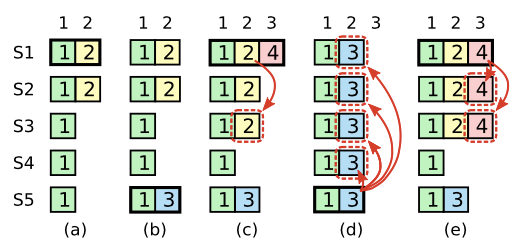 1 2 1 2 1 2 3 1 2 3 1 2 3
S1 1 2 1 2 1 2 4 1 3 1 2 4
S2 1 2 1 2 1 2 1 3 1 2 4
S3 1 1 1 2 1 3 1 2 4
S4 1 1 1 1 3 1
S5 1 1 3 1 3 1 3 1 3
(a) (b) (c) (d) (e)